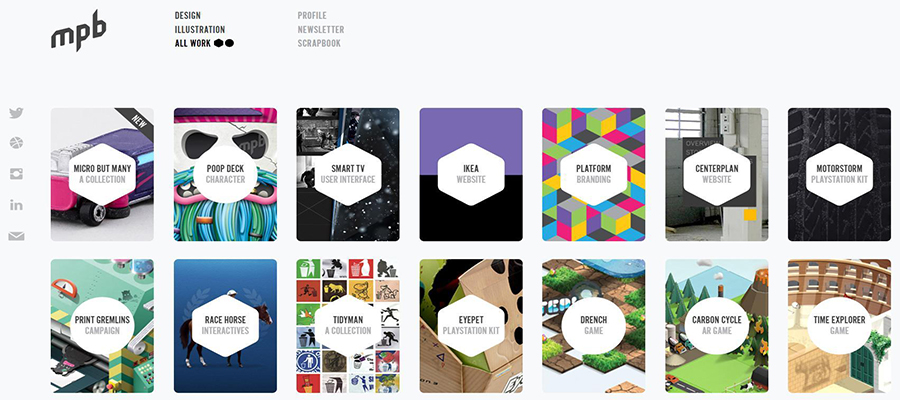 mpb
DESIGN
ILLUSTRATION
ALL WORK
PROFILE
NEWSLETTER
SCRAPBOOK
NEW
MICRO BUT MANY
A COLLECTION
mpb
POOP DECK
CHARACTER
SMART TV
USER INTERFACE
IKEA
WEBSITE
PLATFORM
BRANDING
OVERVIEW
CENTERPLAN
WEBSITE
MOTORSTORM
PLAYSTATION KIT
PRINT GREMLINS
CAMPAIGN
RACE HORSE
INTERACTIVES
TIDYMAN
A COLLECTION
EYEPET
PLAYSTATION KIT
DRENCH
GAME
CARBON CYCLE
AR GAME
TIME EXPLORER
GAME